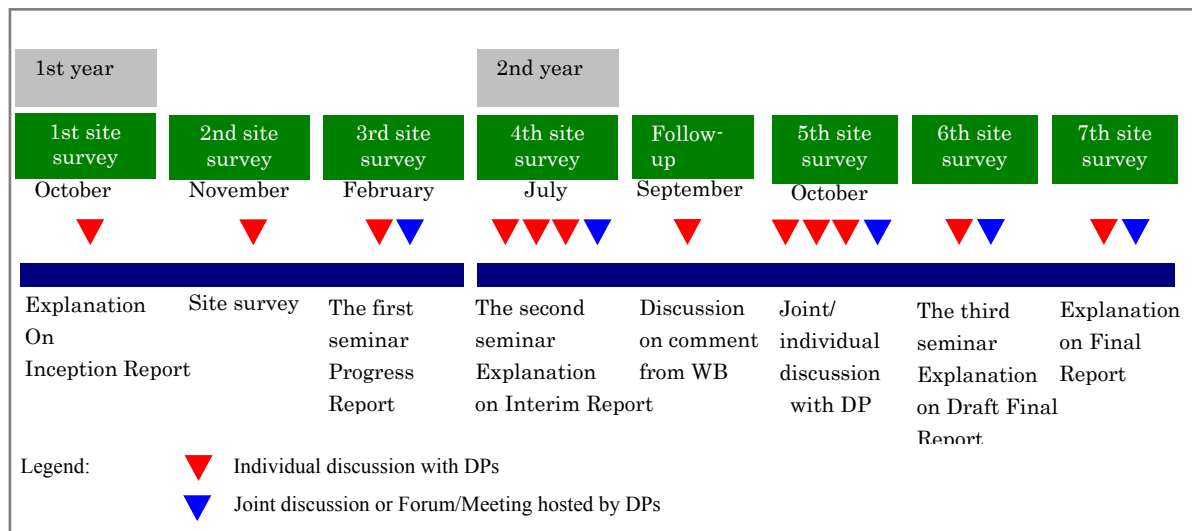 1st year
2nd year
1st site
survey
2nd site
survey
3rd site
survey
4th site
survey
Follow-
up
5th site
survey
6th site
survey
7th site
survey
October
November
February
July
September
October
Explanation
On
Inception Report
Site survey
The first
seminar
Progress
Report
The second
seminar
Explanation
on Interim Report
Discussion
on comment
from WB
Joint/
individual
discussion
with DP
The third
seminar
Explanation
on Draft Final
Report
Explanation
on Final
Report
Legend:
Individual discussion with DPs
Joint discussion or Forum/Meeting hosted by DPs